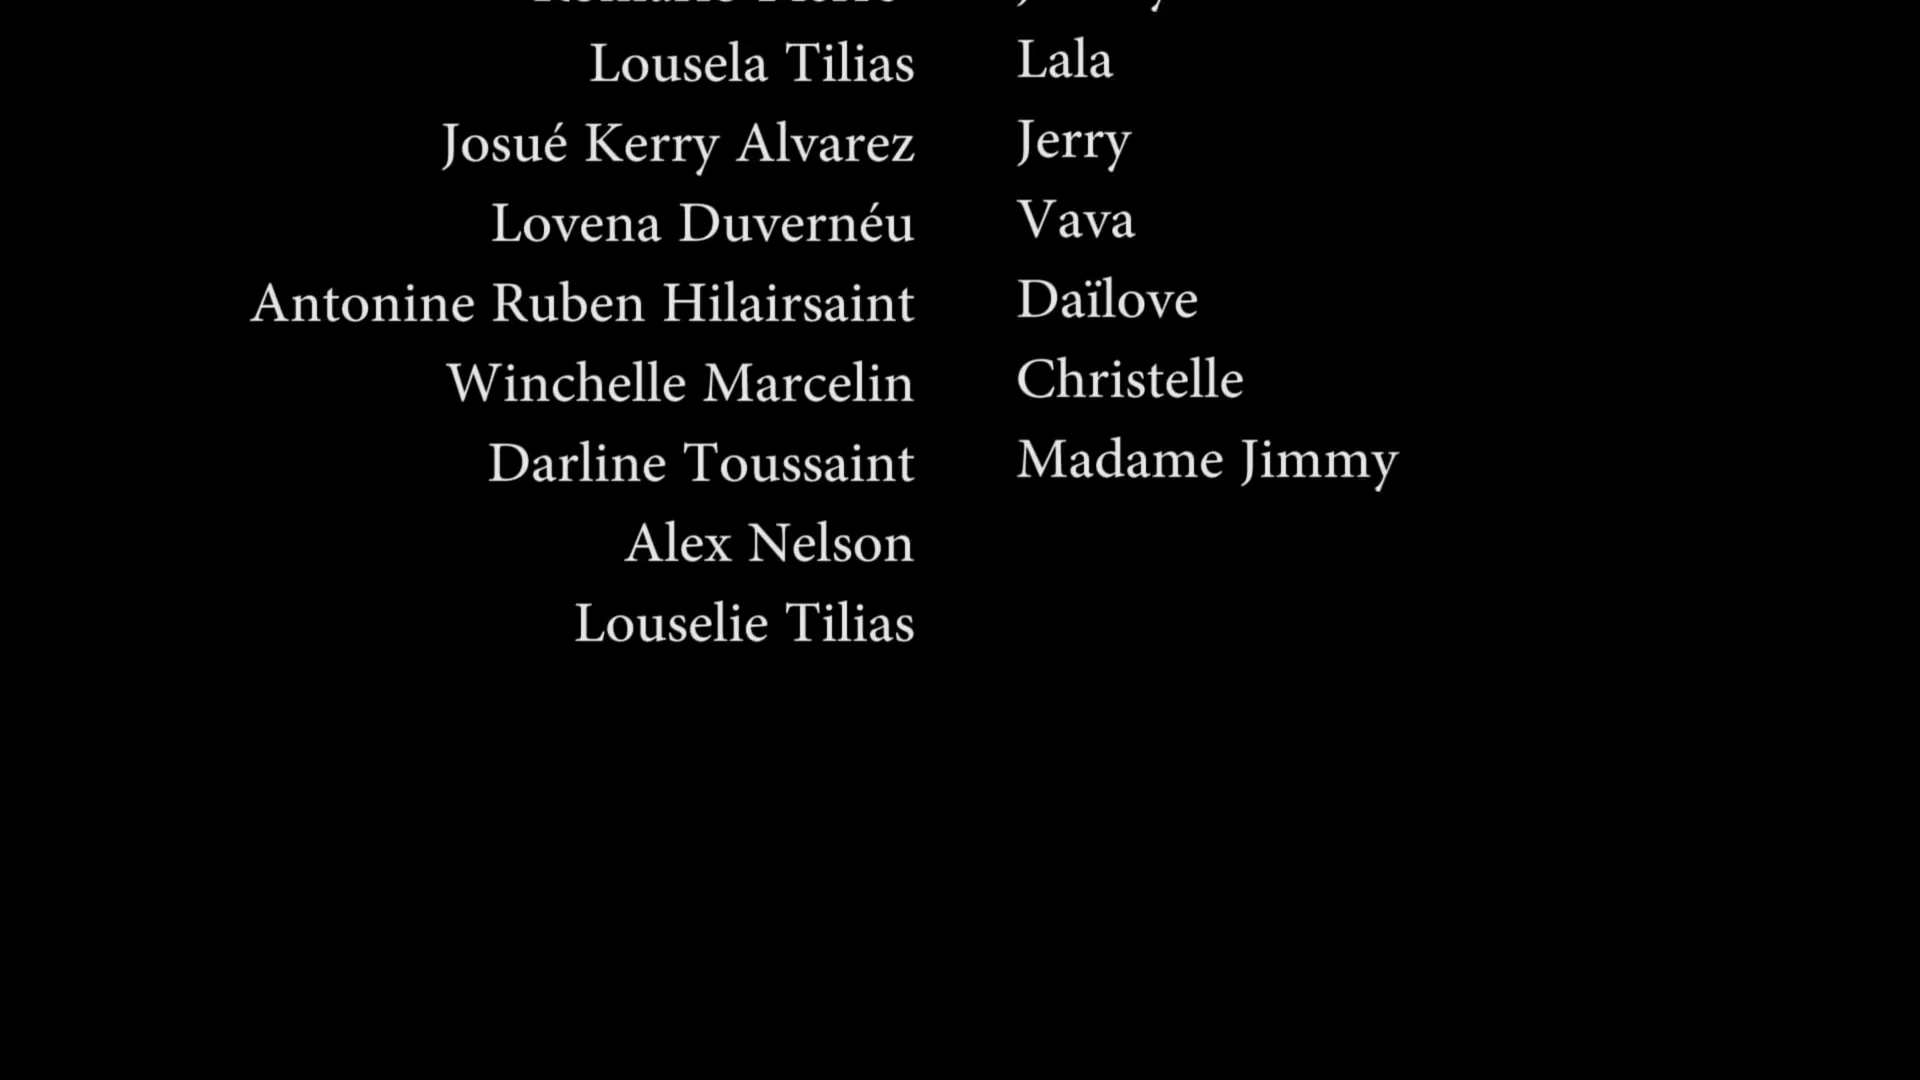 Lousela Tilias Lala
Josué Kerry Alvarez Jerry
Lovena Duvernéu Vava
Antonine Ruben Hilairsaint Daïlove
Winchelle Marcelin Christelle
Darline Toussaint Madame Jimmy
Alex Nelson
Louselie Tilias